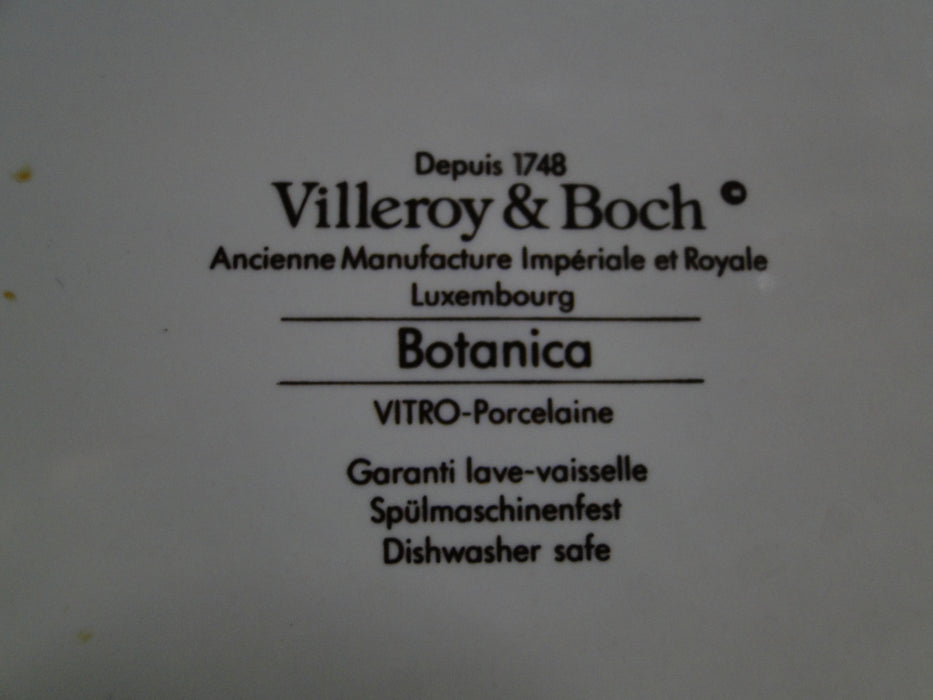 Depuis 1748
Villeroy & Boch ©
Ancienne Manufacture Impériale et Royale
Luxembourg
Botanica
VITRO-Porcelaine
Garanti lave-vaisselle
Spülmaschinenfest
Dishwasher safe